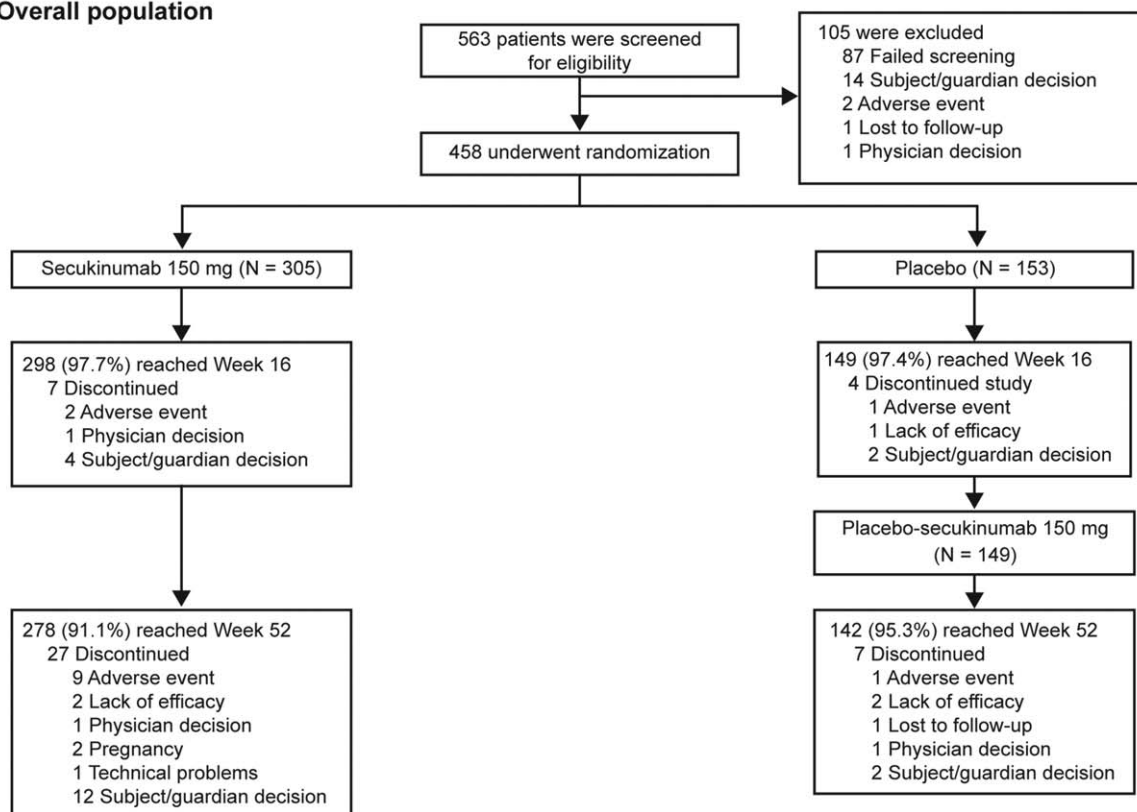 Overall population
563 patients were screened
for eligibility
105 were excluded
87 Failed screening
14 Subject/guardian decision
2 Adverse event
1 Lost to follow-up
1 Physician decision
458 underwent randomization
Secukinumab 150 mg (N = 305)
298 (97.7%) reached Week 16
7 Discontinued
2 Adverse event
1 Physician decision
4 Subject/guardian decision
278 (91.1%) reached Week 52
27 Discontinued
9 Adverse event
2 Lack of efficacy
1 Physician decision
2 Pregnancy
1 Technical problems
12 Subject/guardian decision
Placebo (N = 153)
149 (97.4%) reached Week 16
4 Discontinued study
1 Adverse event
1 Lack of efficacy
2 Subject/guardian decision
Placebo-secukinumab 150 mg
(N = 149)
142 (95.3%) reached Week 52
7 Discontinued
1 Adverse event
2 Lack of efficacy
1 Lost to follow-up
1 Physician decision
2 Subject/guardian decision